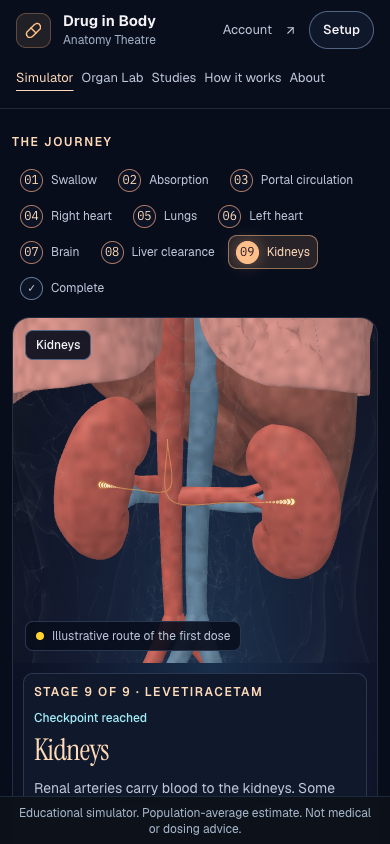 Drug in Body
Anatomy Theatre
Account ↗ Setup
Simulator Organ Lab Studies How it works About
THE JOURNEY
01 Swallow 02 Absorption 03 Portal circulation
04 Right heart 05 Lungs 06 Left heart
07 Brain 08 Liver clearance 09 Kidneys
✓ Complete
Kidneys
Illustrative route of the first dose
STAGE 9 OF 9 · LEVETIRACETAM
Checkpoint reached
Kidneys
Renal arteries carry blood to the kidneys. Some
Educational simulator. Population-average estimate. Not medical
or dosing advice.